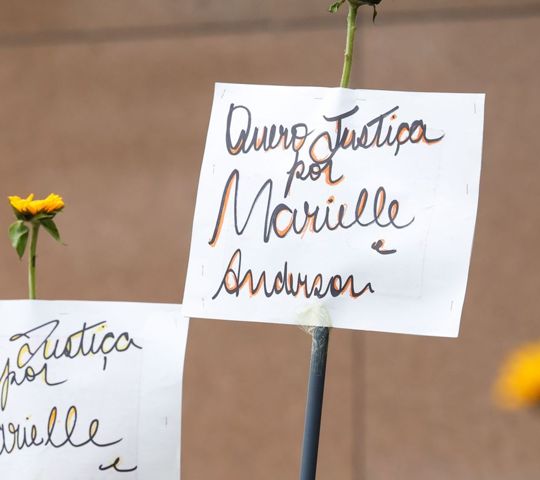 Quero Justiça
por
Marielle
e
Anderson
Justiça
por
arielle
e